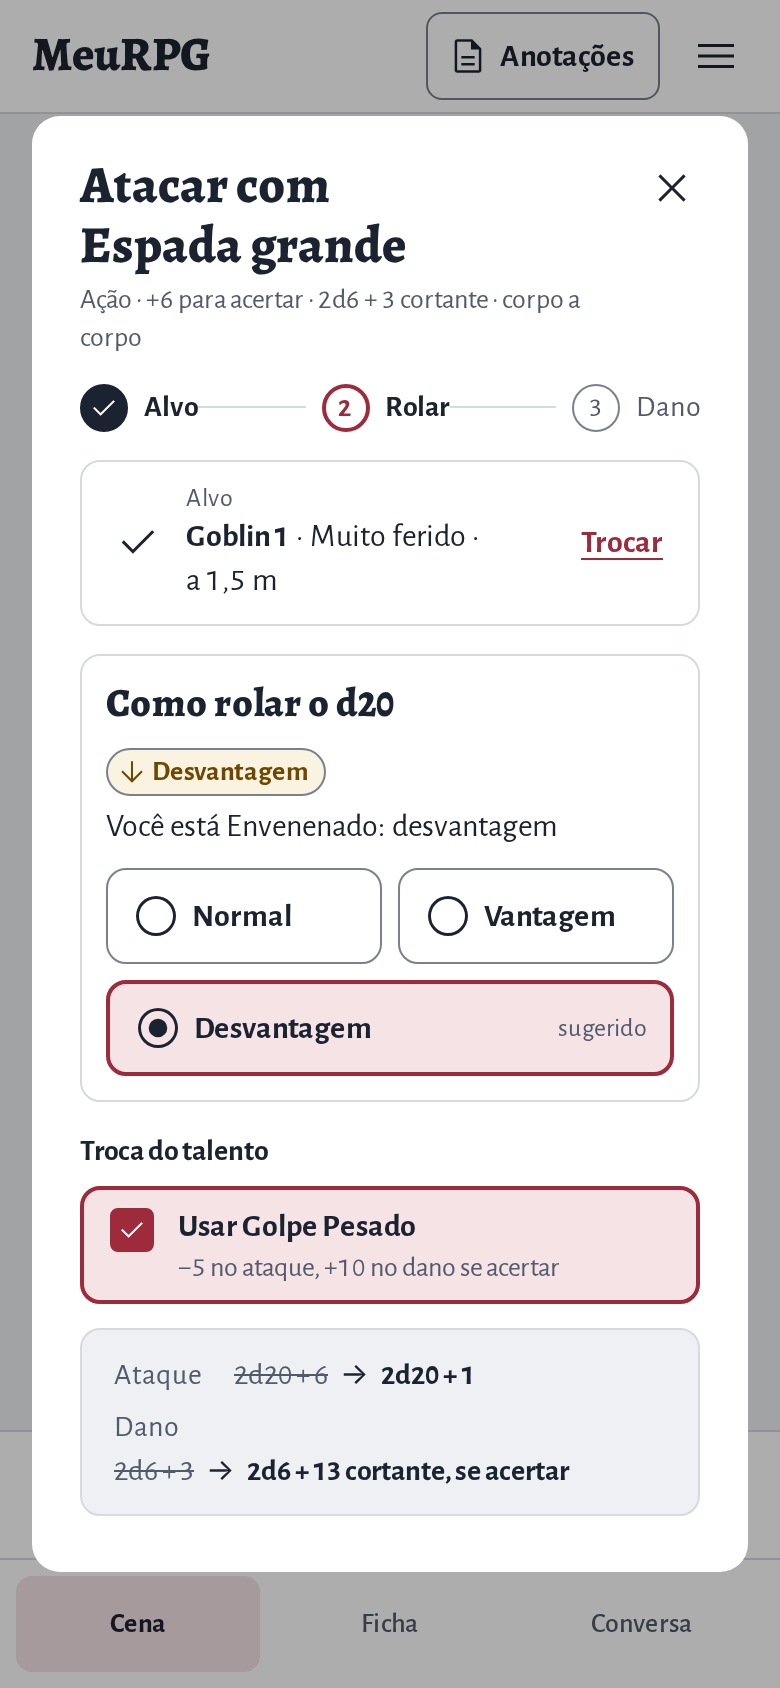 MeuRPG
Anotações
Atacar com
Espada grande
Ação · +6 para acertar · 2d6 + 3 cortante · corpo a
corpo
Alvo
2
Rolar
3
Dano
Alvo
Goblin 1 · Muito ferido ·
a 1,5 m
Trocar
Como rolar o d20
Desvantagem
Você está Envenenado: desvantagem
Normal
Vantagem
Desvantagem
sugerido
Troca do talento
Usar Golpe Pesado
−5 no ataque, +10 no dano se acertar
Ataque 2d20 + 6 → 2d20 + 1
Dano
2d6 + 3 → 2d6 + 13 cortante, se acertar
Cena
Ficha
Conversa